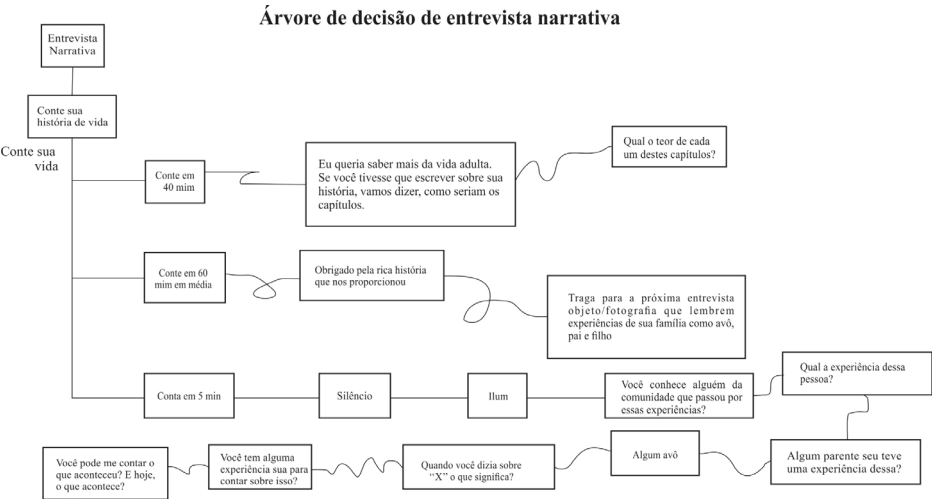 Árvore de decisão de entrevista narrativa
Entrevista
Narrativa
Conte sua
história de vida
Conte sua
vida
Conte em
40 mim
Eu queria saber mais da vida adulta.
Se você tivesse que escrever sobre sua
história, vamos dizer, como seriam os
capítulos.
Qual o teor de cada
um destes capítulos?
Conte em 60
mim em média
Obrigado pela rica história
que nos proporcionou
Traga para a próxima entrevista
objeto/fotografia que lembrem
experiências de sua família como avô,
pai e filho
Conta em 5 min
Silêncio
Ilum
Você conhece alguém da
comunidade que passou por
essas experiências?
Qual a experiência dessa
pessoa?
Algum parente seu teve
uma experiência dessa?
Algum avô
Quando você dizia sobre
“X” o que significa?
Você tem alguma
experiência sua para
contar sobre isso?
Você pode me contar o
que aconteceu? E hoje,
o que acontece?